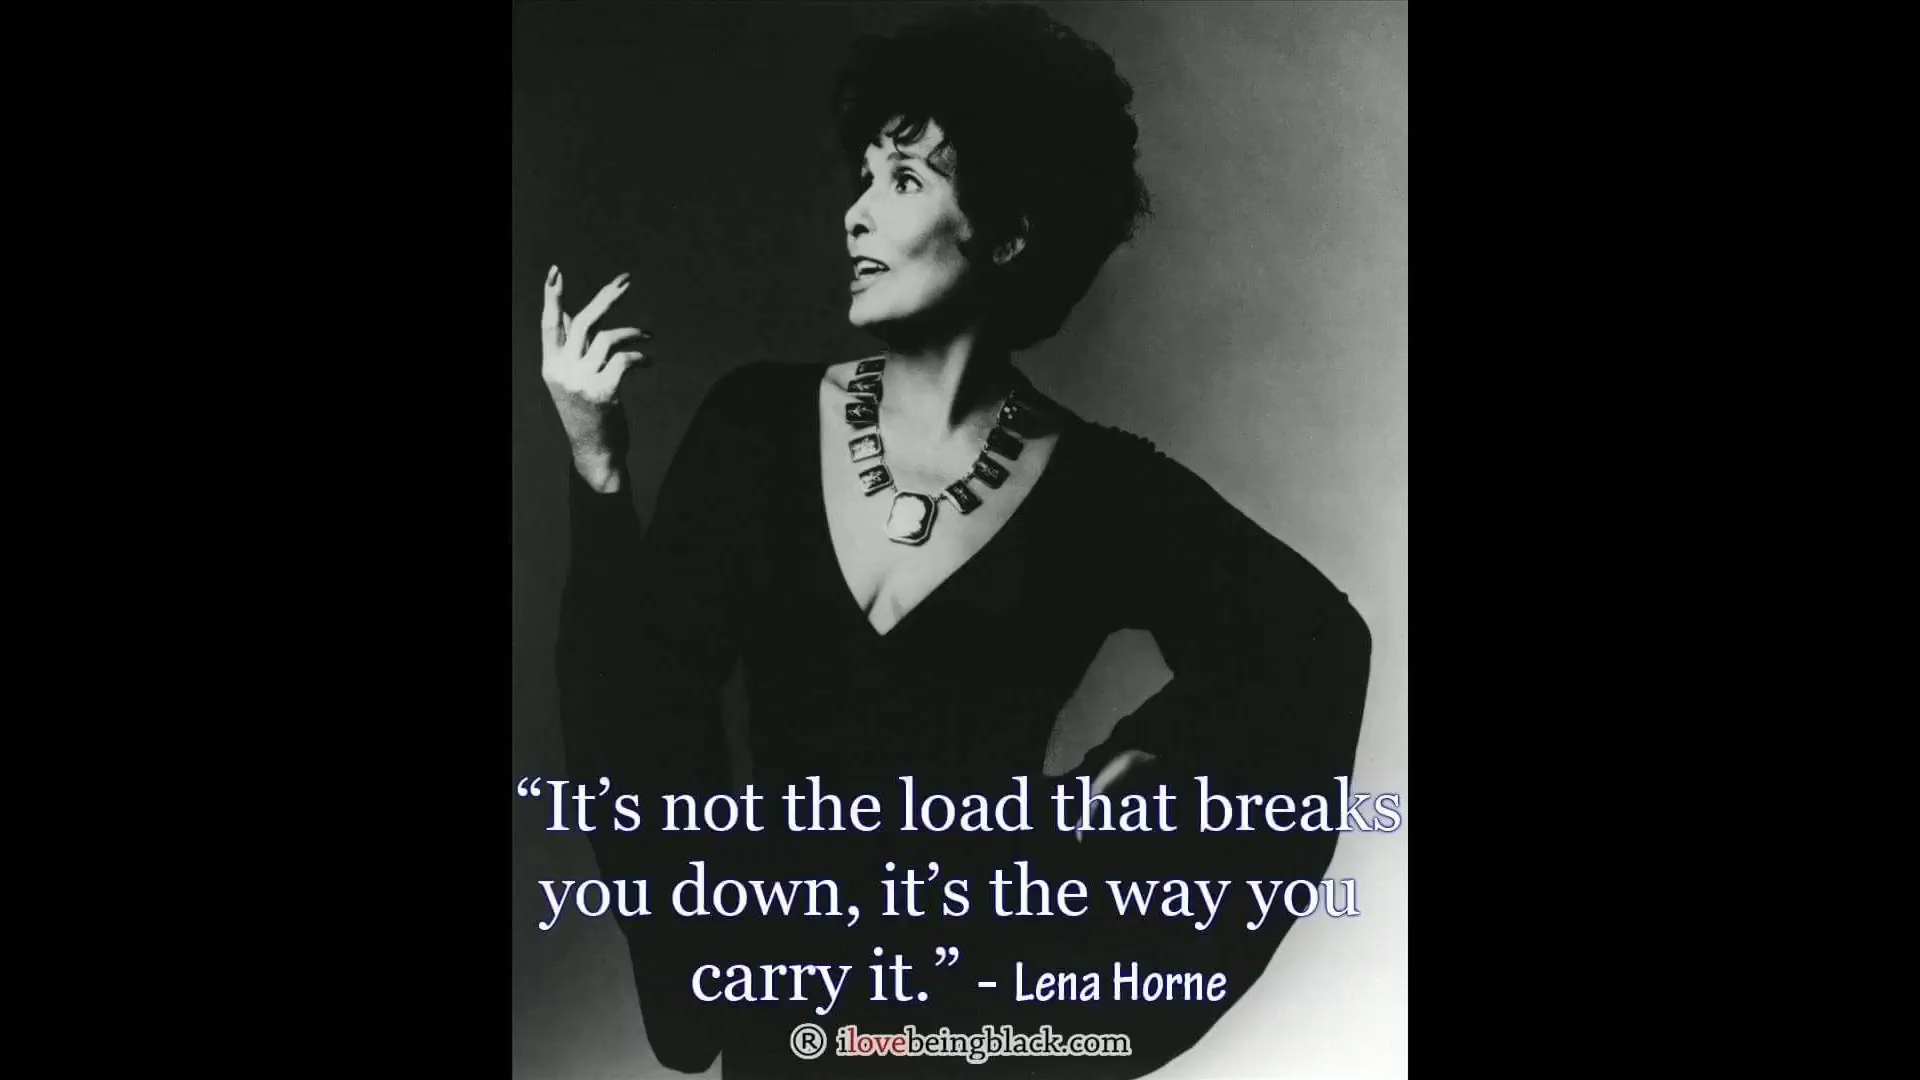 “It’s not the load that breaks
you down, it’s the way you
carry it.” - Lena Horne
® ilovebeingblack.com